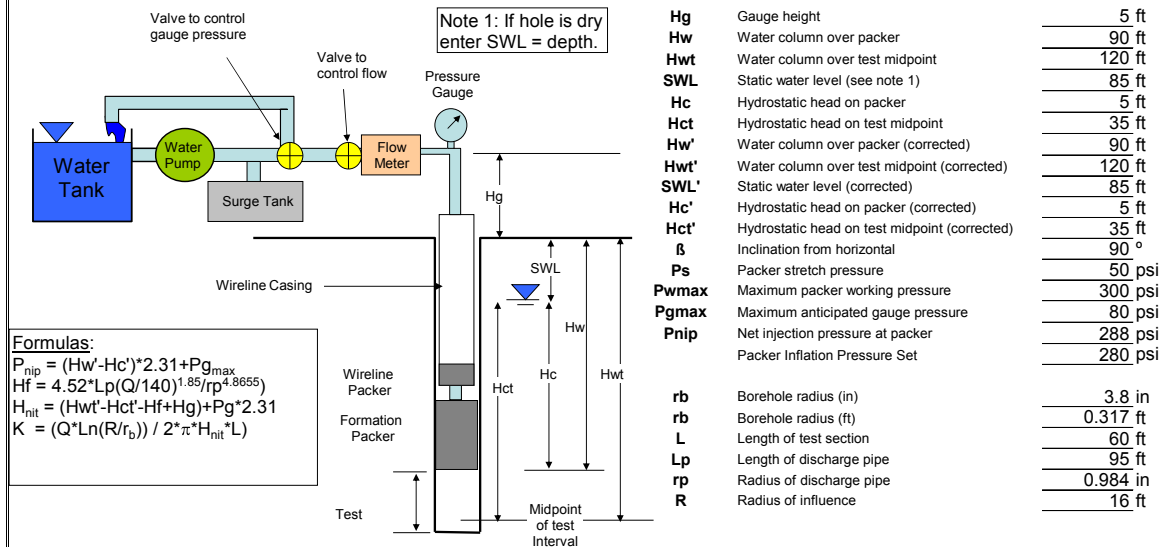 Valve to control
gauge pressure
Note 1: If hole is dry
enter SWL = depth.
Valve to
control flow
Pressure
Gauge
Water
Tank
Water
Pump
Flow
Meter
Surge Tank
Hg
SWL
Wireline Casing
Hw
Hct
Hc
Hwt
Wireline
Packer
Formation
Packer
Test
Midpoint
of test
Interval
Formulas:
P_nip = (Hw'-Hc')*2.31+Pg_max
Hf = 4.52*Lp(Q/140)^1.85/rp^4.8655)
H_nit = (Hwt'-Hct'-Hf+Hg)+Pg*2.31
K = (Q*Ln(R/r_b)) / 2*π*H_nit*L)
Hg Gauge height 5 ft
Hw Water column over packer 90 ft
Hwt Water column over test midpoint 120 ft
SWL Static water level (see note 1) 85 ft
Hc Hydrostatic head on packer 5 ft
Hct Hydrostatic head on test midpoint 35 ft
Hw' Water column over packer (corrected) 90 ft
Hwt' Water column over test midpoint (corrected) 120 ft
SWL' Static water level (corrected) 85 ft
Hc' Hydrostatic head on packer (corrected) 5 ft
Hct' Hydrostatic head on test midpoint (corrected) 35 ft
ß Inclination from horizontal 90 º
Ps Packer stretch pressure 50 psi
Pwmax Maximum packer working pressure 300 psi
Pgmax Maximum anticipated gauge pressure 80 psi
Pnip Net injection pressure at packer 288 psi
Packer Inflation Pressure Set 280 psi
rb Borehole radius (in) 3.8 in
rb Borehole radius (ft) 0.317 ft
L Length of test section 60 ft
Lp Length of discharge pipe 95 ft
rp Radius of discharge pipe 0.984 in
R Radius of influence 16 ft